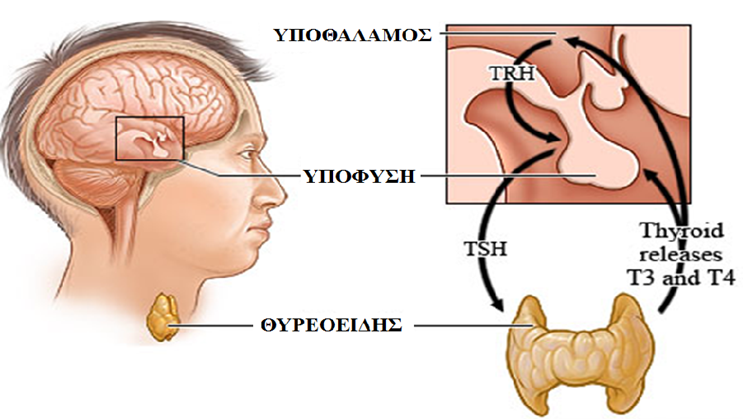 ΥΠΟΘΑΛΑΜΟΣ
TRH
ΥΠΟΦΥΣΗ
TSH
Thyroid
releases
T3 and T4
ΘΥΡΕΟΕΙΔΗΣ